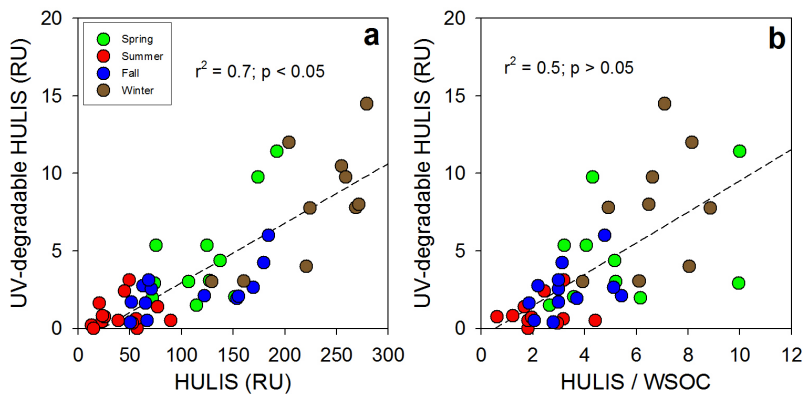 a
Spring
Summer
Fall
Winter
r² = 0.7; p < 0.05
UV-degradable HULIS (RU)
20
15
10
5
0
0 50 100 150 200 250 300
HULIS (RU)
b
r² = 0.5; p > 0.05
UV-degradable HULIS (RU)
20
15
10
5
0
0 2 4 6 8 10 12
HULIS / WSOC